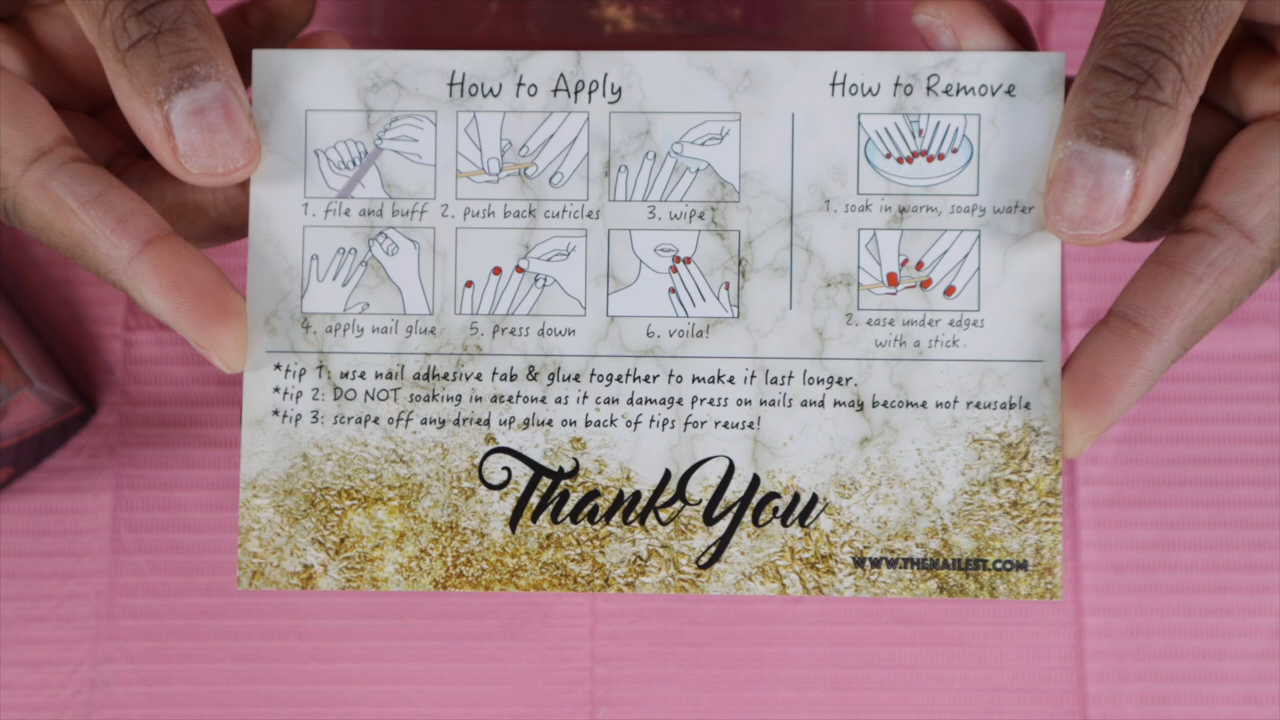 How to Apply
1. file and buff
2. push back cuticles
3. wipe
4. apply nail glue
5. press down
6. voila!
How to Remove
1. soak in warm, soapy water
2. ease under edges
with a stick
*tip 1: use nail adhesive tab & glue together to make it last longer.
*tip 2: DO NOT soaking in acetone as it can damage press on nails and may become not reusable
*tip 3: scrape off any dried up glue on back of tips for reuse!
Thank You
WWW.THENAILEST.COM